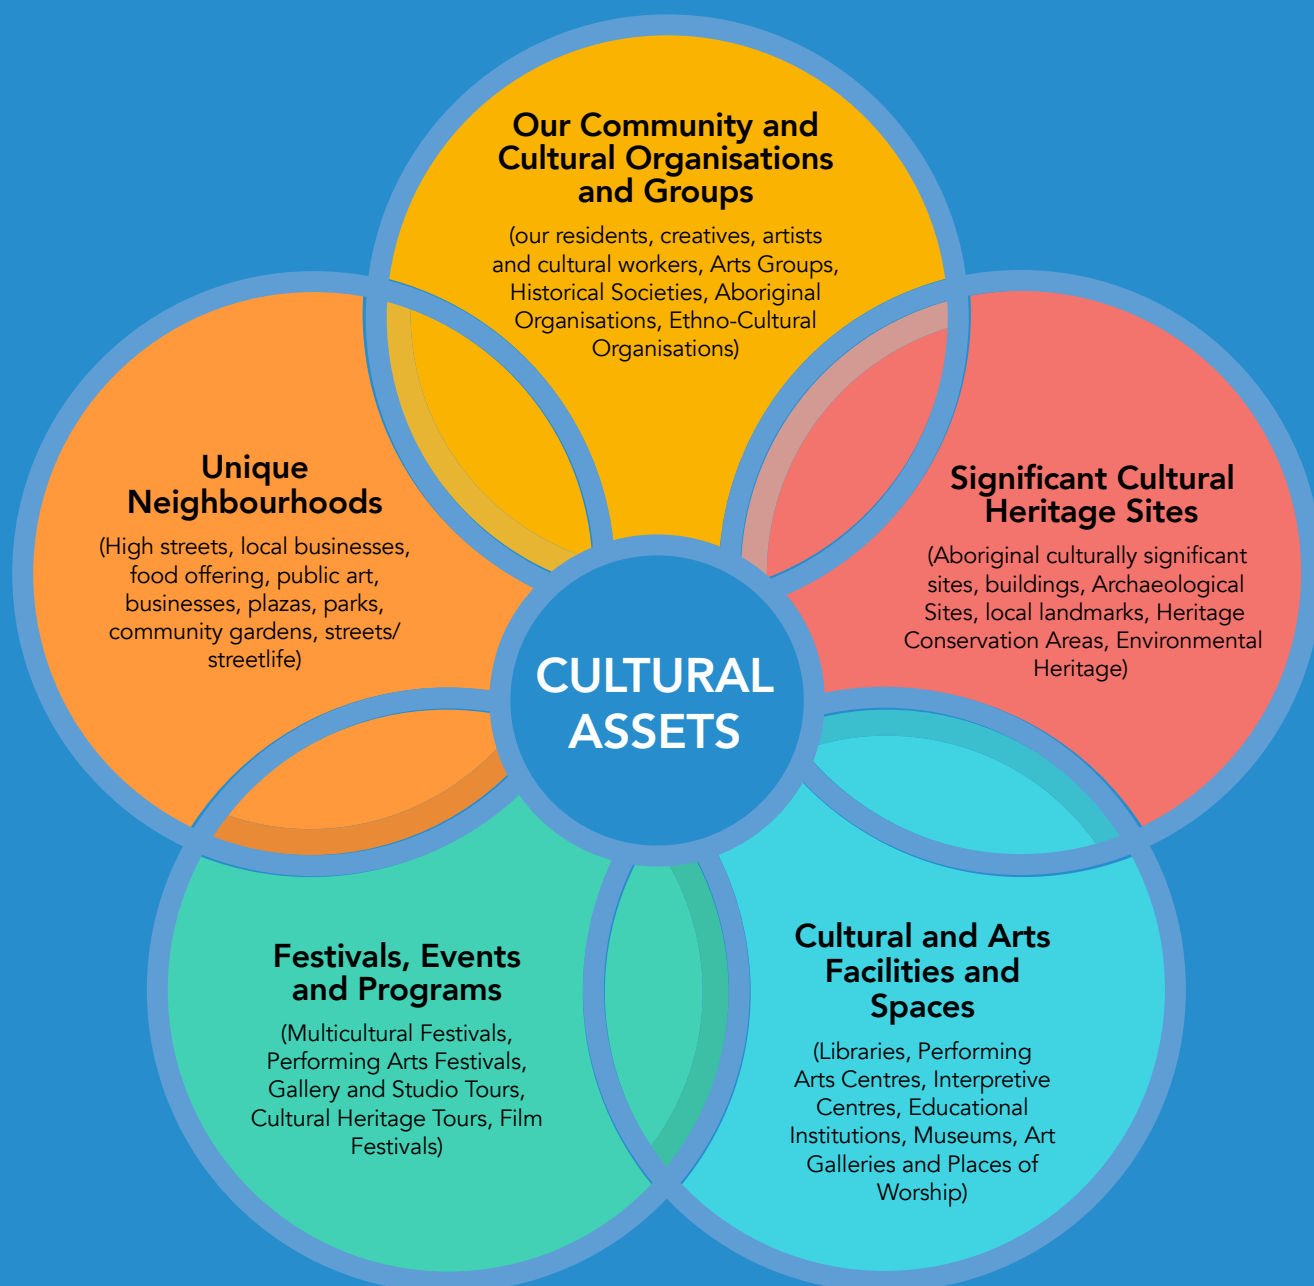 Our Community and
Cultural Organisations
and Groups
(our residents, creatives, artists
and cultural workers, Arts Groups,
Historical Societies, Aboriginal
Organisations, Ethno-Cultural
Organisations)
Unique
Neighbourhoods
(High streets, local businesses,
food offering, public art,
businesses, plazas, parks,
community gardens, streets/
streetlife)
Significant Cultural
Heritage Sites
(Aboriginal culturally significant
sites, buildings, Archaeological
Sites, local landmarks, Heritage
Conservation Areas, Environmental
Heritage)
CULTURAL
ASSETS
Festivals, Events
and Programs
(Multicultural Festivals,
Performing Arts Festivals,
Gallery and Studio Tours,
Cultural Heritage Tours, Film
Festivals)
Cultural and Arts
Facilities and
Spaces
(Libraries, Performing
Arts Centres, Interpretive
Centres, Educational
Institutions, Museums, Art
Galleries and Places of
Worship)